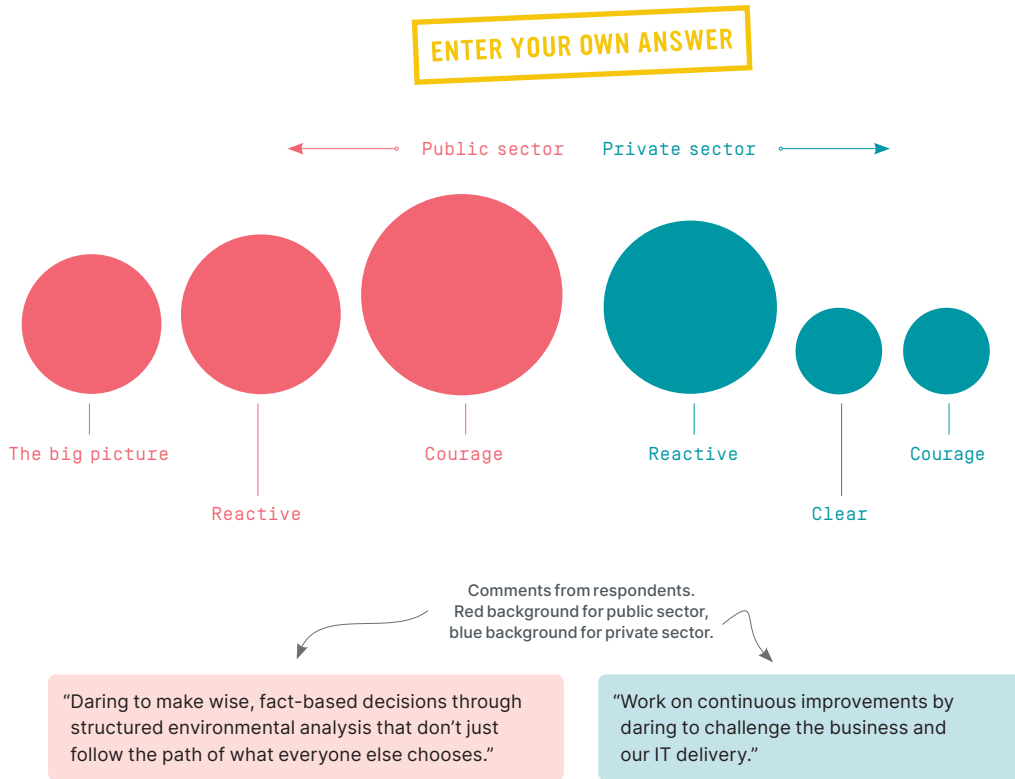 ENTER YOUR OWN ANSWER
Public sector
Private sector
The big picture
Reactive
Courage
Reactive
Clear
Courage
Comments from respondents.
Red background for public sector,
blue background for private sector.
“Daring to make wise, fact-based decisions through
structured environmental analysis that don’t just
follow the path of what everyone else chooses.”
“Work on continuous improvements by
daring to challenge the business and
our IT delivery.”